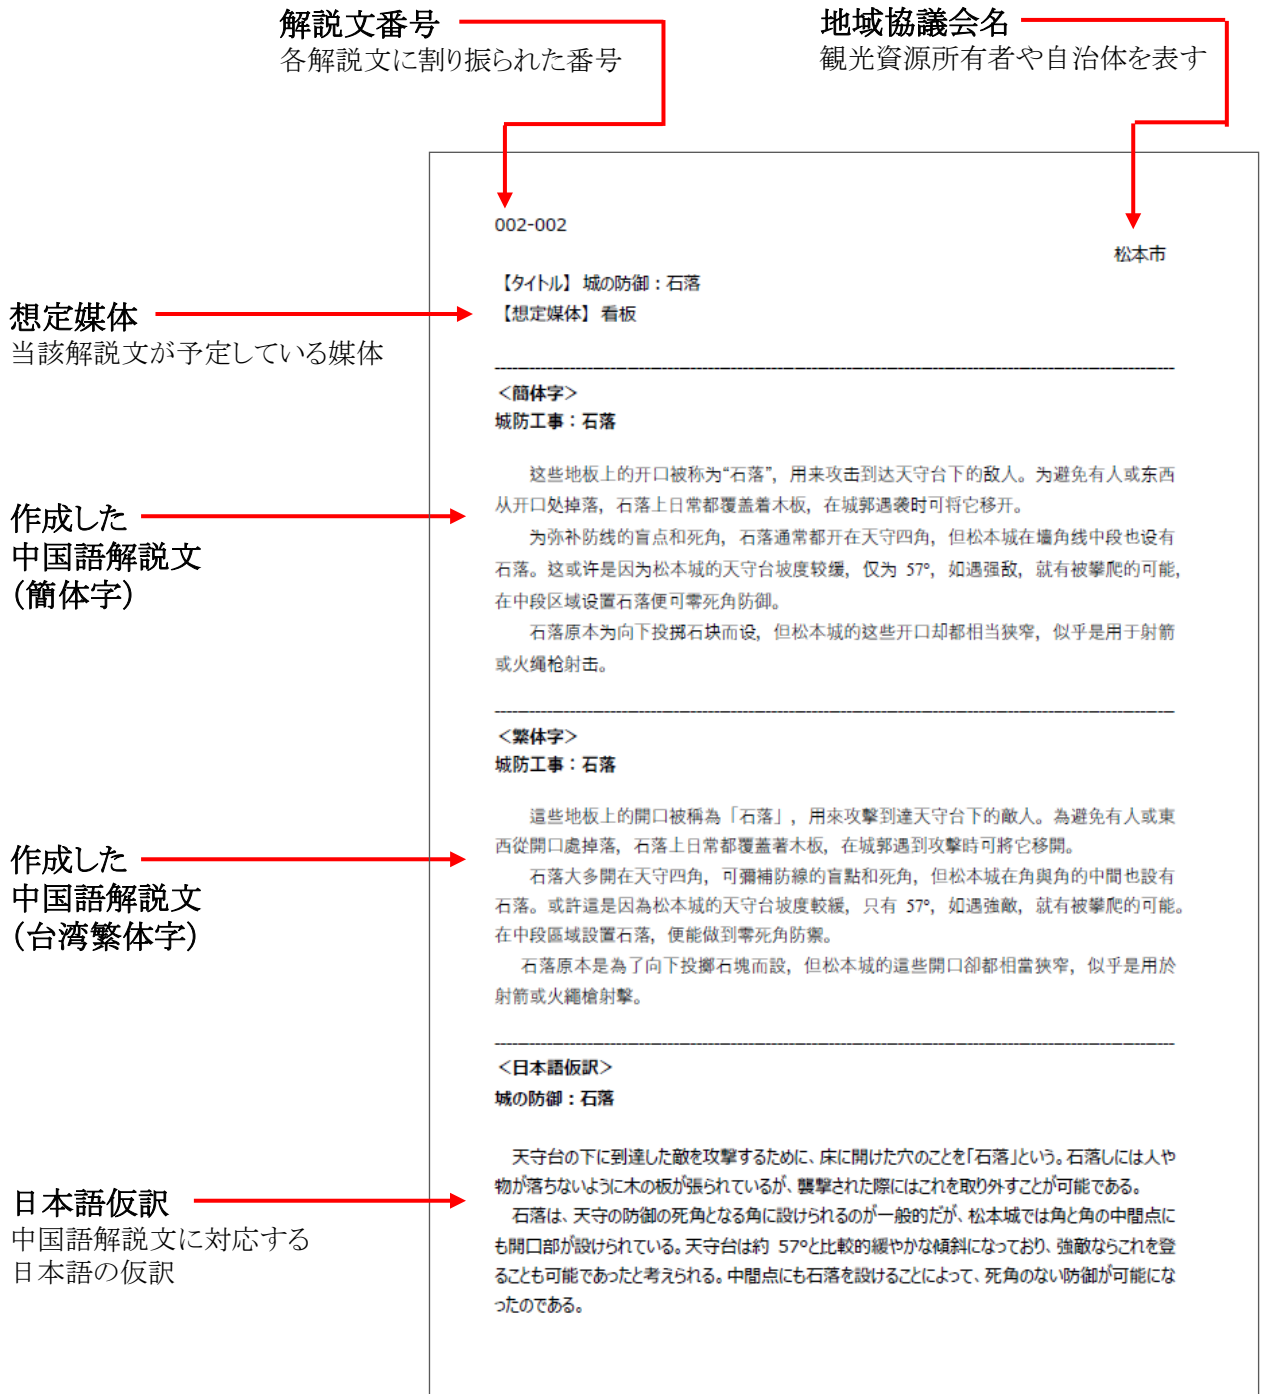 解説文番号
各解説文に割り振られた番号
地域協議会名
観光資源所有者や自治体を表す
002-002
松本市
【タイトル】城の防御：石落
【想定媒体】看板
想定媒体
当該解説文が予定している媒体
＜簡体字＞
城防工事：石落
这些地板上的开口被称为“石落”，用来攻击到达天守台下的敌人。为避免有人或东西
从开口处掉落，石落上日常都覆盖着木板，在城郭遇袭时可将它移开。
为弥补防线的盲点和死角，石落通常都开在天守四角，但松本城在墙角线中段也设有
石落。这或许是因为松本城的天守台坡度较缓，仅为 57°，如遇强敌，就有被攀爬的可能，
在中段区域设置石落便可零死角防御。
石落原本为向下投掷石块而设，但松本城的这些开口却都相当狭窄，似乎是用于射箭
或火绳枪射击。
作成した
中国語解説文
（簡体字）
＜繁体字＞
城防工事：石落
這些地板上的開口被稱為「石落」，用來攻擊到達天守台下的敵人。為避免有人或東
西從開口處掉落，石落上日常都覆蓋著木板，在城郭遇到攻擊時可將它移開。
石落大多開在天守四角，可彌補防線的盲點和死角，但松本城在角與角的中間也設有
石落。或許這是因為松本城的天守台坡度較緩，只有 57°，如遇強敵，就有被攀爬的可能。
在中段區域設置石落，便能做到零死角防禦。
石落原本是為了向下投擲石塊而設，但松本城的這些開口卻都相當狹窄，似乎是用於
射箭或火繩槍射擊。
作成した
中国語解説文
（台湾繁体字）
＜日本語仮訳＞
城の防御：石落
天守台の下に到達した敵を攻撃するために、床に開けた穴のことを「石落」という。石落しには人や
物が落ちないように木の板が張られているが、襲撃された際にはこれを取り外すことが可能である。
石落は、天守の防御の死角となる角に設けられるのが一般的だが、松本城では角と角の中間点に
も開口部が設けられている。天守台は約 57°と比較的緩やかな傾斜になっており、強敵ならこれを登
ることも可能であったと考えられる。中間点にも石落を設けることによって、死角のない防御が可能にな
ったのである。
日本語仮訳
中国語解説文に対応する
日本語の仮訳